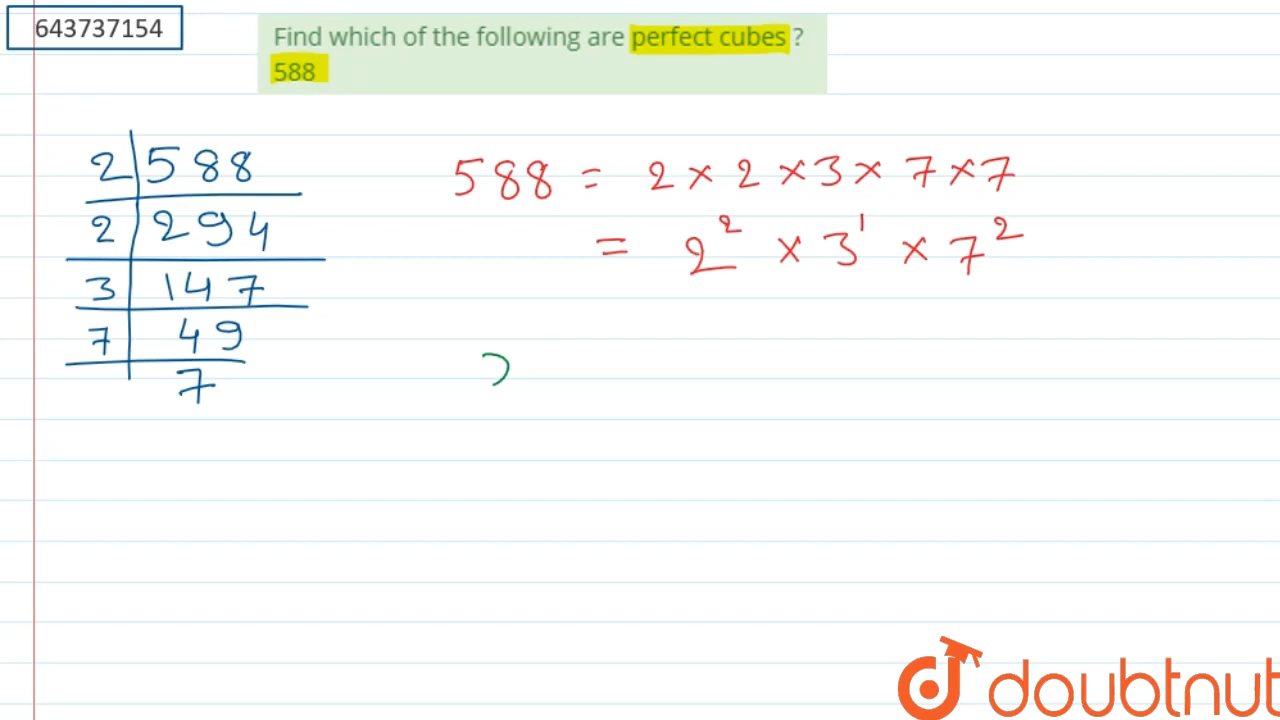 643737154
Find which of the following are perfect cubes ?
588
2 | 588
2 | 294
3 | 147
7 | 49
7
588 = 2 × 2 × 3 × 7 × 7
= 2² × 3¹ × 7²
doubtnut